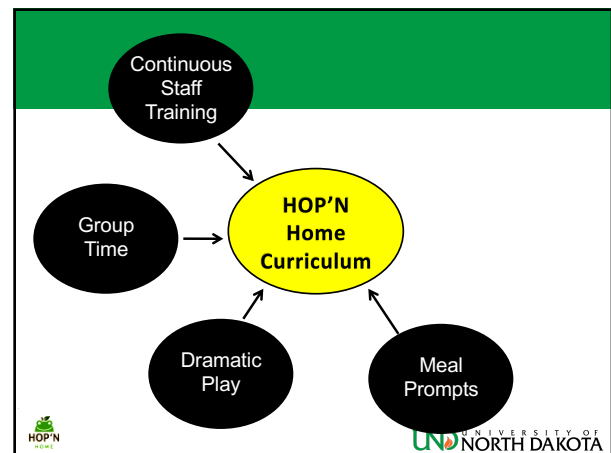 Continuous
Staff
Training
Group
Time
HOP'N
Home
Curriculum
Dramatic
Play
Meal
Prompts
HOP'N
HOME
UND UNIVERSITY OF
NORTH DAKOTA